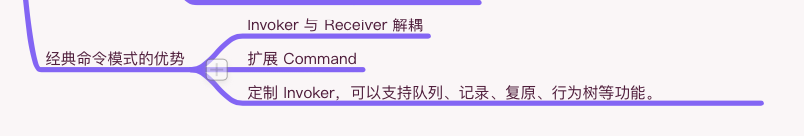 Invoker 与 Receiver 解耦
经典命令模式的优势
扩展 Command
定制 Invoker，可以支持队列、记录、复原、行为树等功能。